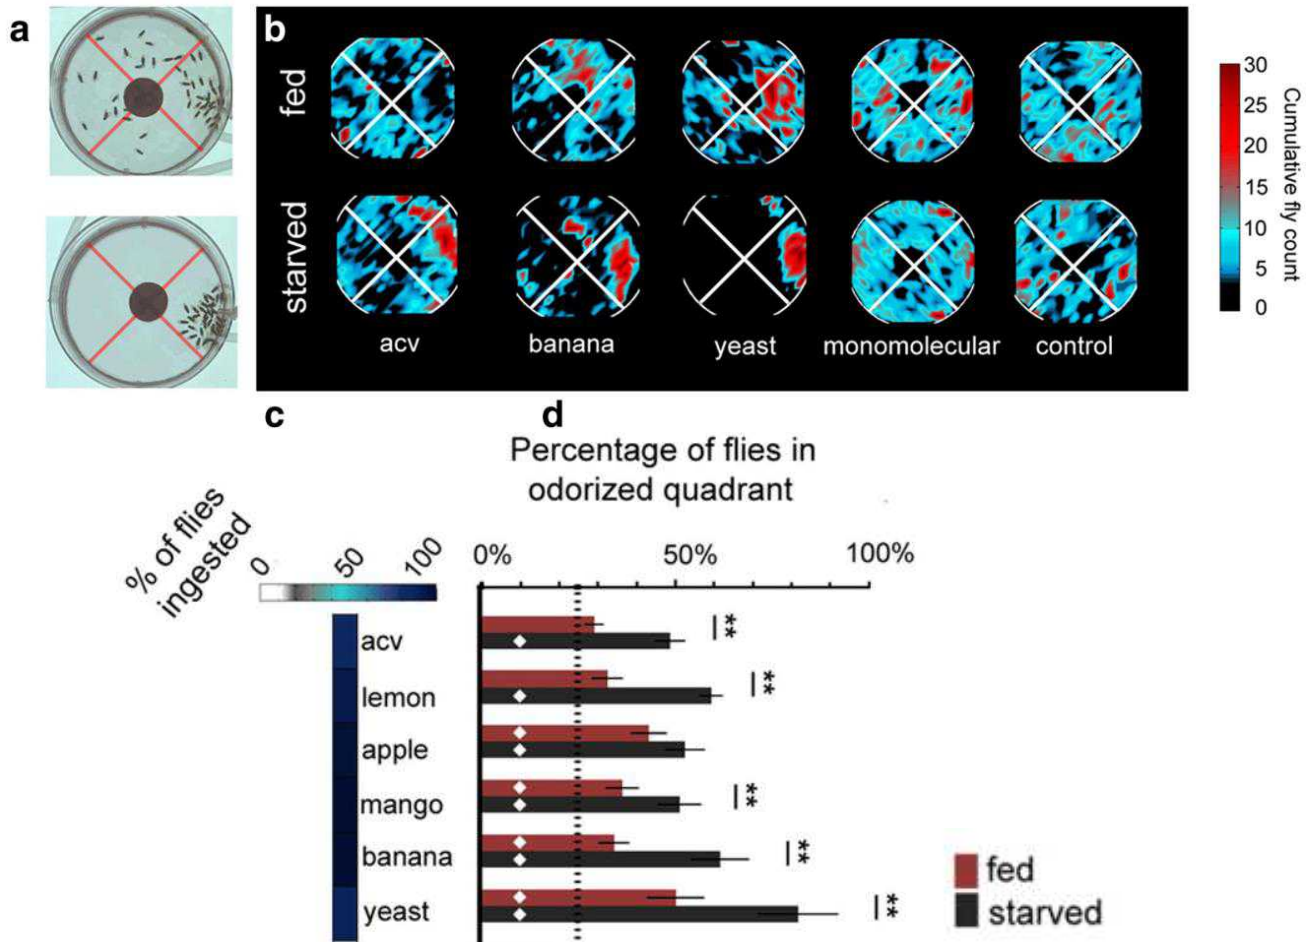 a
b
fed
starved
acv
banana
yeast
monomolecular
control
30
25
20
15
10
5
0
Cumulative fly count
c
d
Percentage of flies in
odorized quadrant
% of flies
ingested
0
50
100
0%
50%
100%
acv
**
lemon
**
apple
mango
**
banana
**
yeast
**
fed
starved